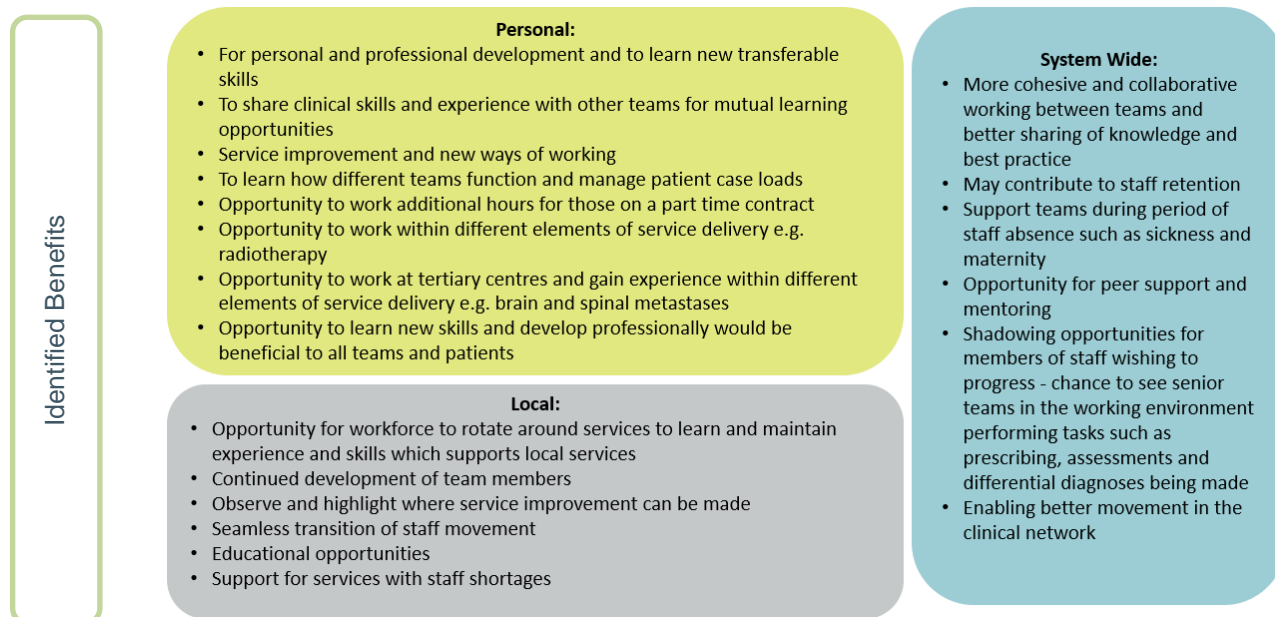 Identified Benefits
Personal:
• For personal and professional development and to learn new transferable
skills
• To share clinical skills and experience with other teams for mutual learning
opportunities
• Service improvement and new ways of working
• To learn how different teams function and manage patient case loads
• Opportunity to work additional hours for those on a part time contract
• Opportunity to work within different elements of service delivery e.g.
radiotherapy
• Opportunity to work at tertiary centres and gain experience within different
elements of service delivery e.g. brain and spinal metastases
• Opportunity to learn new skills and develop professionally would be
beneficial to all teams and patients
Local:
• Opportunity for workforce to rotate around services to learn and maintain
experience and skills which supports local services
• Continued development of team members
• Observe and highlight where service improvement can be made
• Seamless transition of staff movement
• Educational opportunities
• Support for services with staff shortages
System Wide:
• More cohesive and collaborative
working between teams and
better sharing of knowledge and
best practice
• May contribute to staff retention
• Support teams during period of
staff absence such as sickness and
maternity
• Opportunity for peer support and
mentoring
• Shadowing opportunities for
members of staff wishing to
progress - chance to see senior
teams in the working environment
performing tasks such as
prescribing, assessments and
differential diagnoses being made
• Enabling better movement in the
clinical network